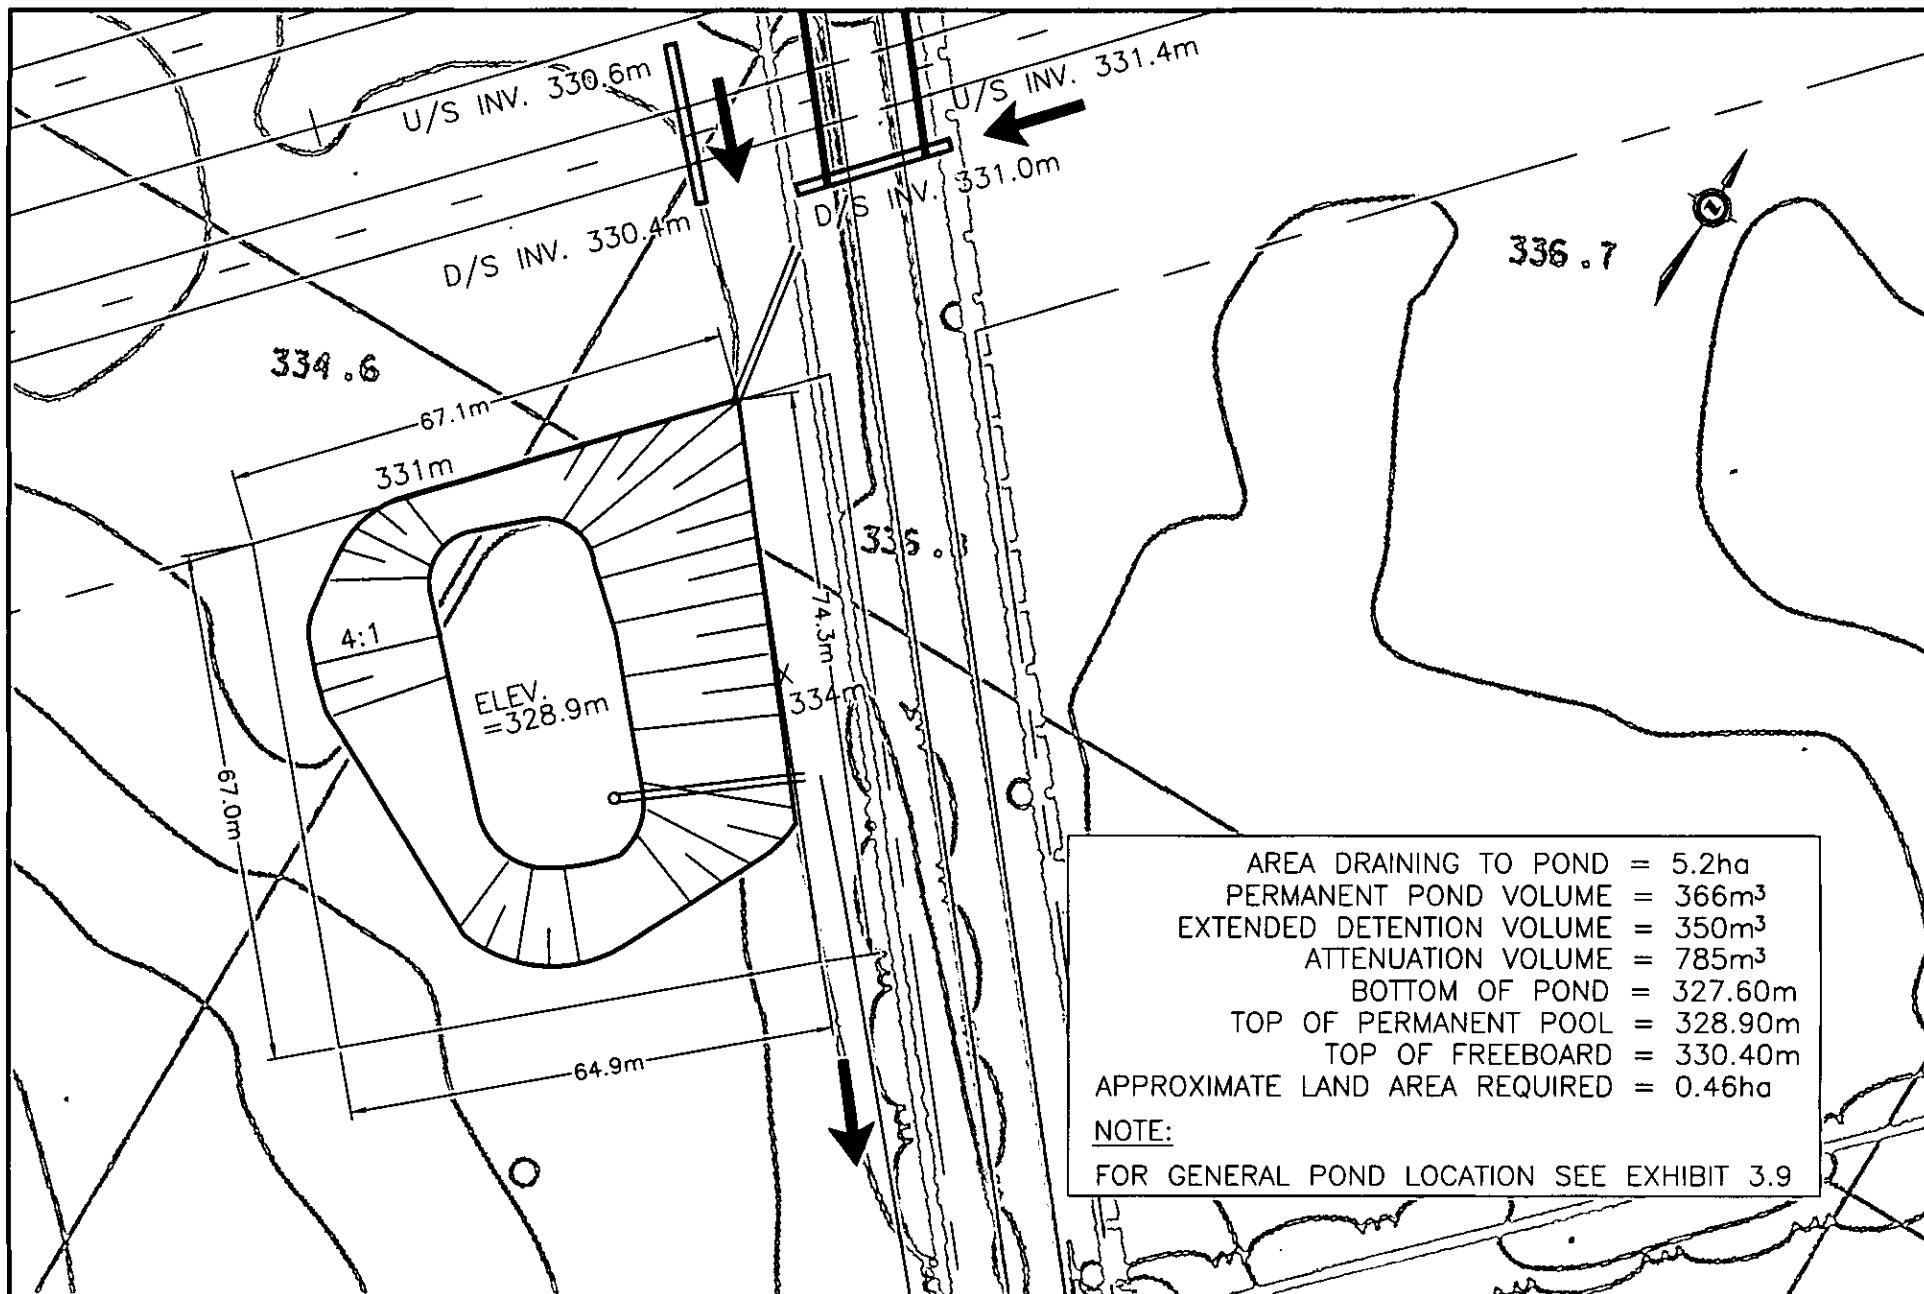 U/S INV. 330.6m
U/S INV. 331.4m
D/S INV. 331.0m
D/S INV. 330.4m
336.7
334.6
67.1m
331m
74.3m
4:1
ELEV.
=328.9m
X
334m
67.0m
64.9m
AREA DRAINING TO POND = 5.2ha
PERMANENT POND VOLUME = 366m³
EXTENDED DETENTION VOLUME = 350m³
ATTENUATION VOLUME = 785m³
BOTTOM OF POND = 327.60m
TOP OF PERMANENT POOL = 328.90m
TOP OF FREEBOARD = 330.40m
APPROXIMATE LAND AREA REQUIRED = 0.46ha
NOTE:
FOR GENERAL POND LOCATION SEE EXHIBIT 3.9